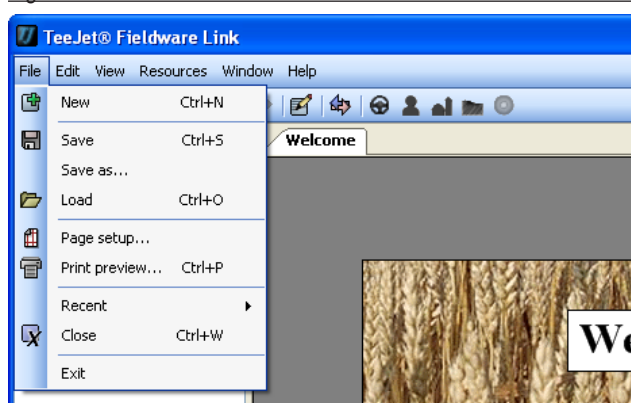 TeeJet® Fieldware Link
File Edit View Resources Window Help
New Ctrl+N
Save Ctrl+S
Save as...
Load Ctrl+O
Page setup...
Print preview... Ctrl+P
Recent
Close Ctrl+W
Exit
Welcome
We